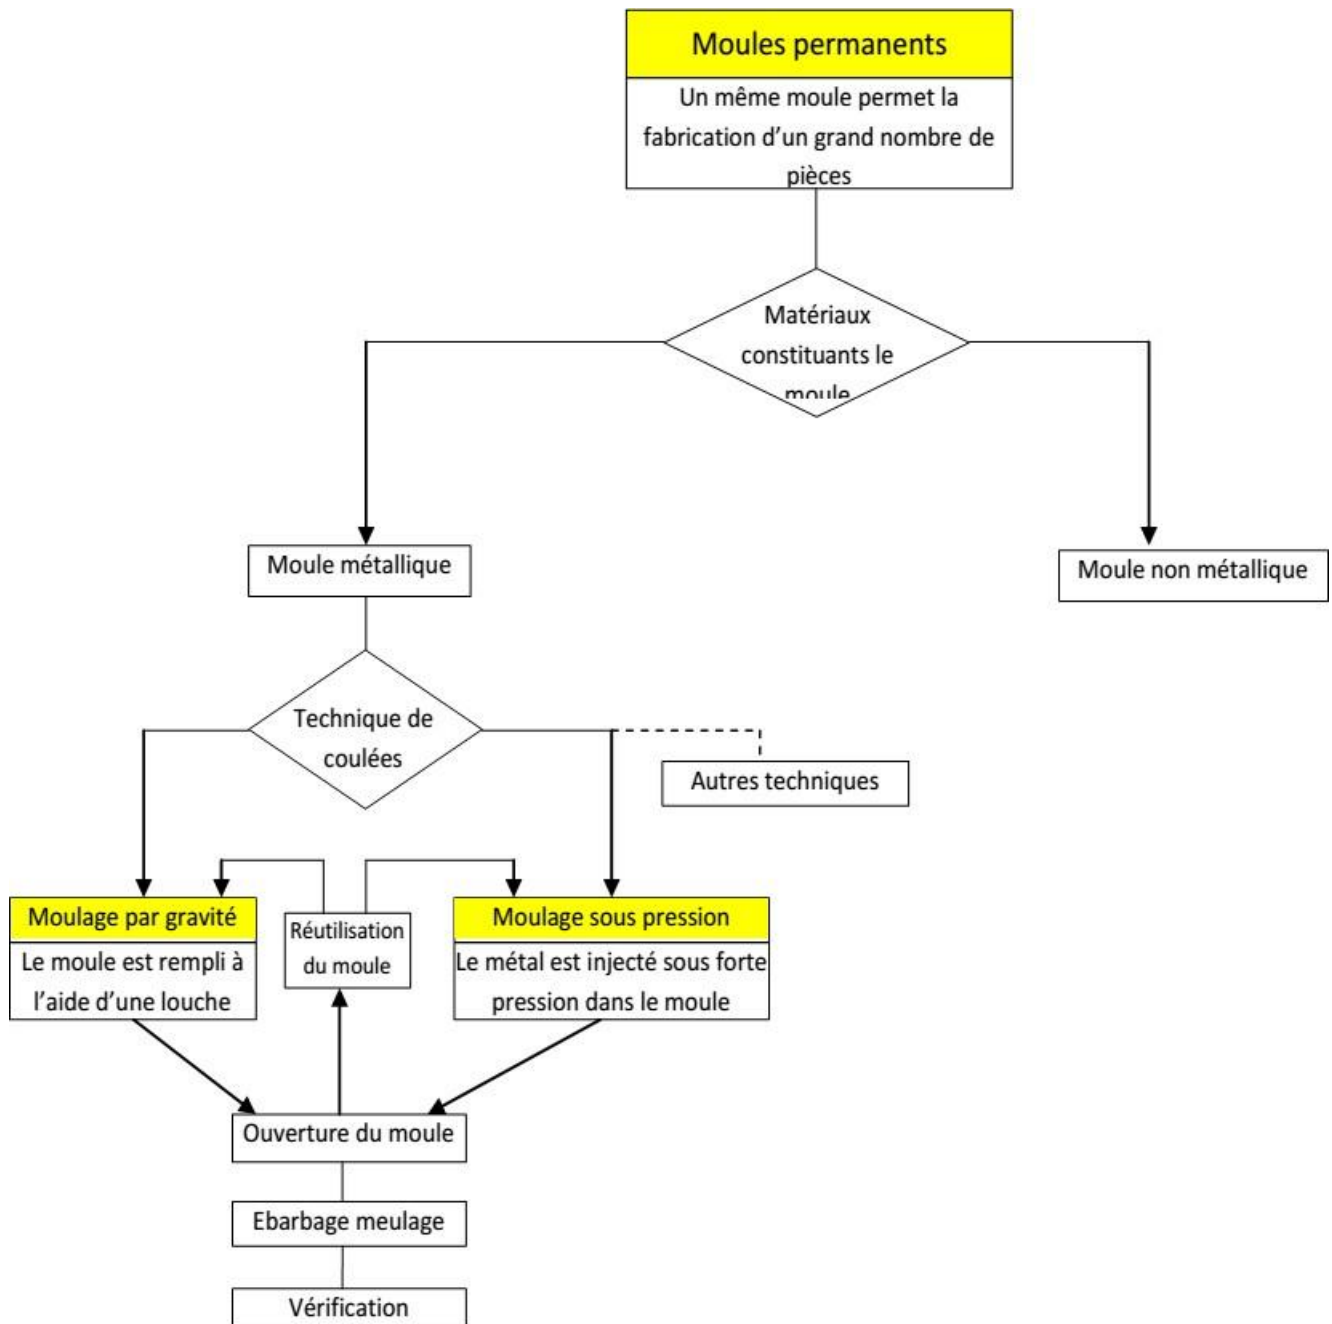 Moules permanents
Un même moule permet la
fabrication d'un grand nombre de
pièces
Matériaux
constituants le
moule
Moule métallique
Moule non métallique
Technique de
coulées
Autres techniques
Moulage par gravité
Le moule est rempli à
l'aide d'une louche
Réutilisation
du moule
Moulage sous pression
Le métal est injecté sous forte
pression dans le moule
Ouverture du moule
Ebarbage meulage
Vérification